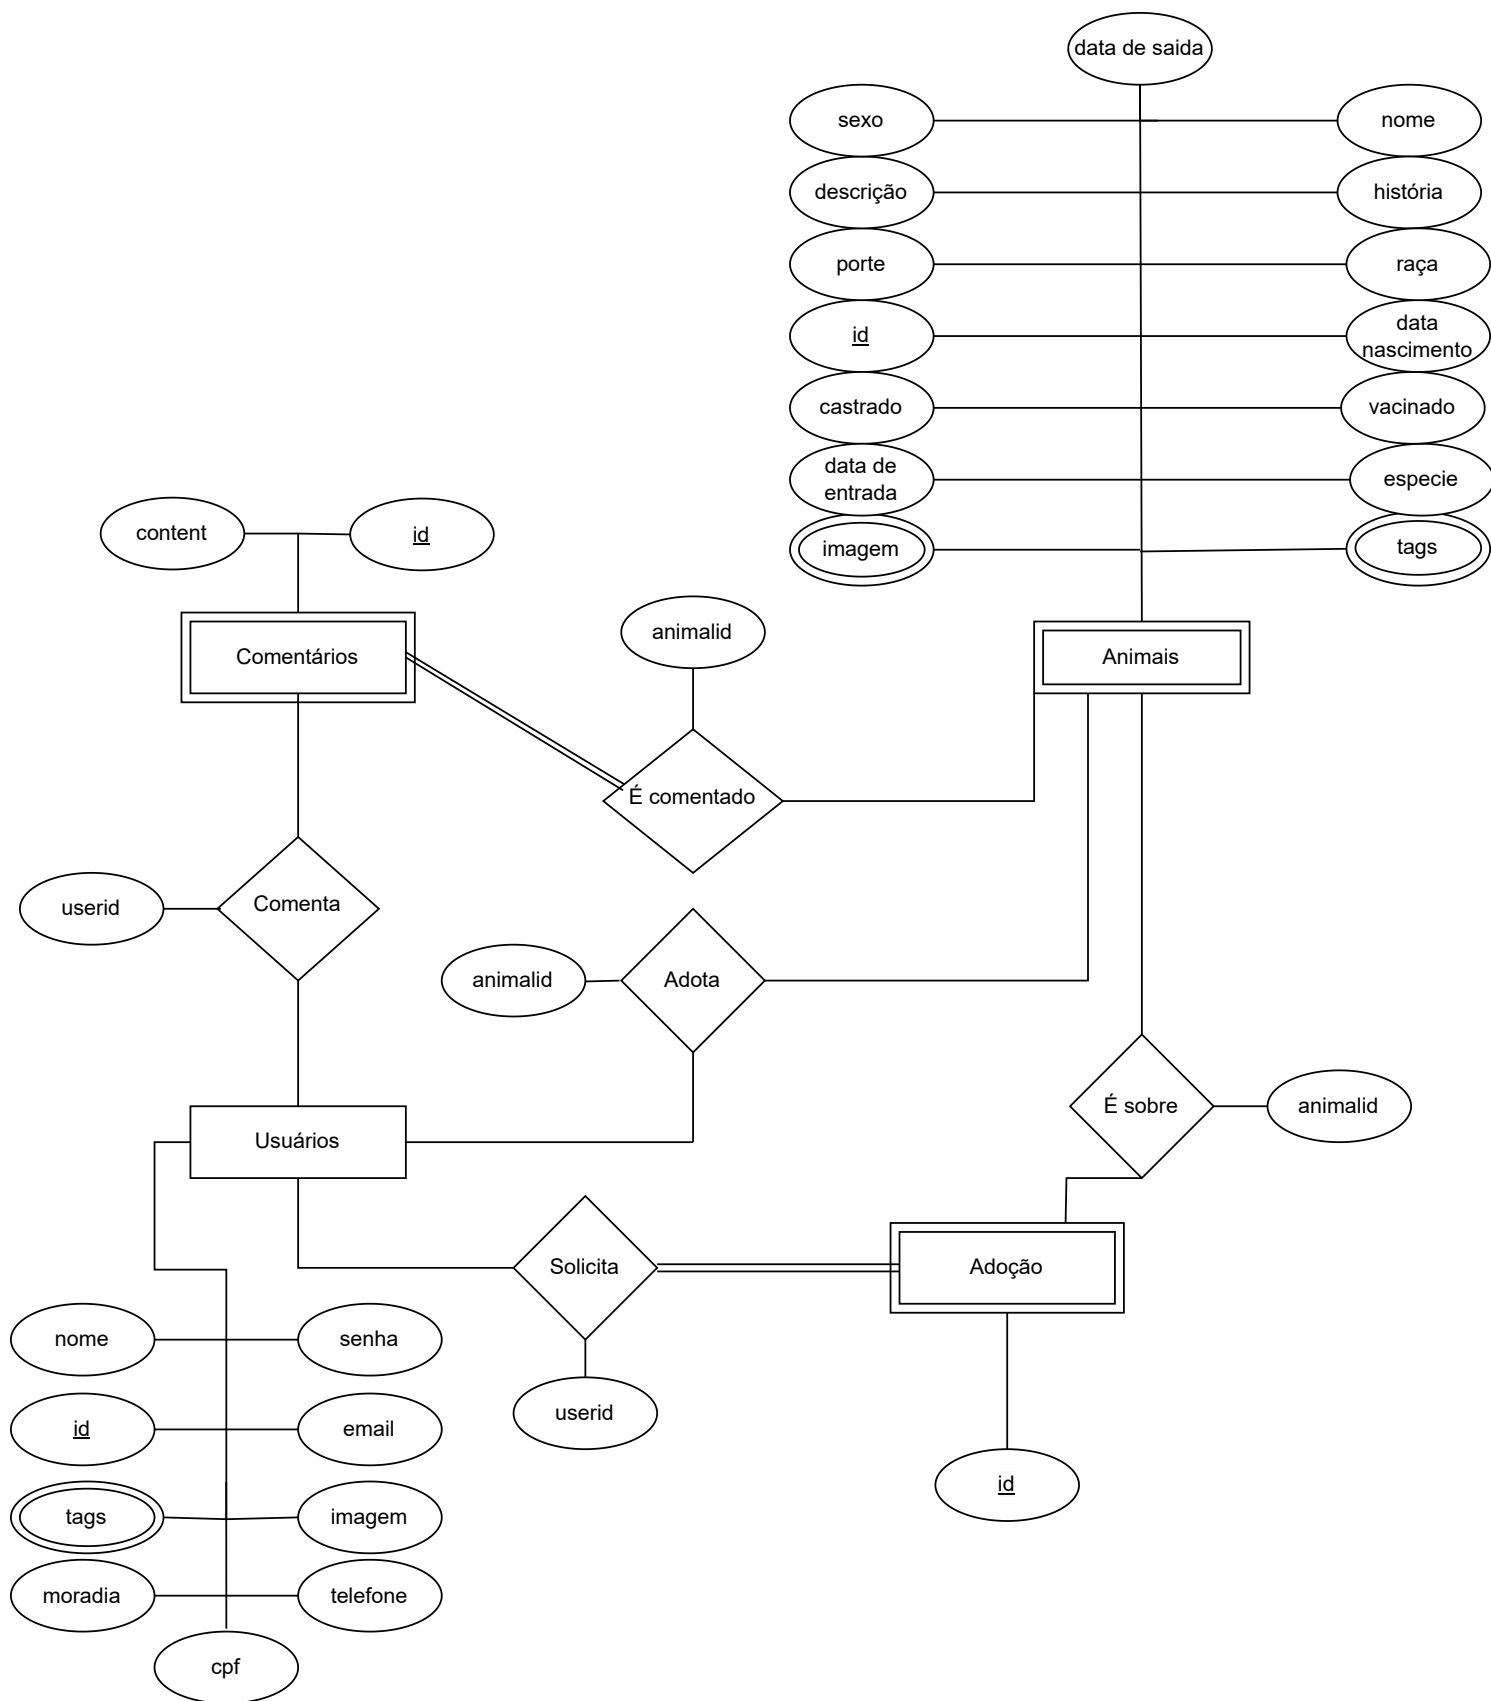 data de saida
sexo
nome
descrição
história
porte
raça
id
data
nascimento
castrado
vacinado
data de
entrada
especie
imagem
tags
content
id
animalid
Comentários
Animais
É comentado
userid
Comenta
animalid
Adota
Usuários
É sobre
animalid
Solicita
Adoção
nome
senha
userid
id
email
id
tags
imagem
moradia
telefone
cpf